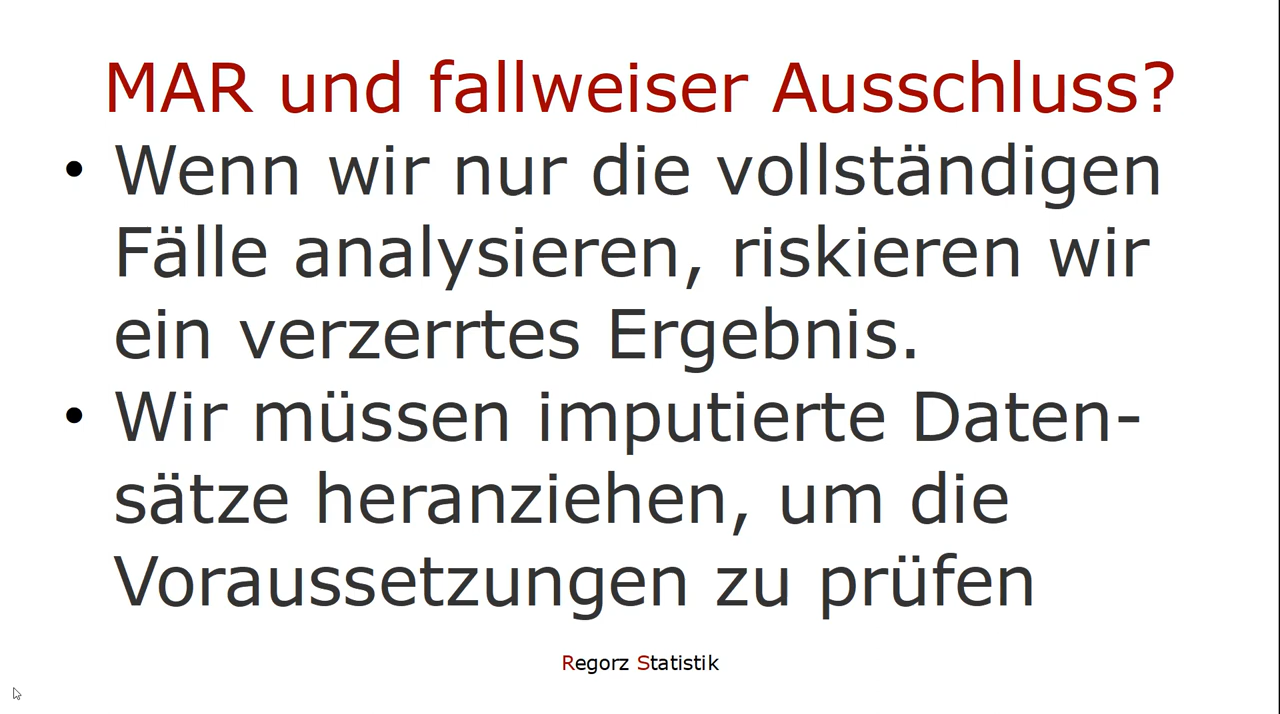 MAR und fallweiser Ausschluss?
• Wenn wir nur die vollständigen
Fälle analysieren, riskieren wir
ein verzerrtes Ergebnis.
• Wir müssen imputierte Daten-
sätze heranziehen, um die
Voraussetzungen zu prüfen
Regorz Statistik